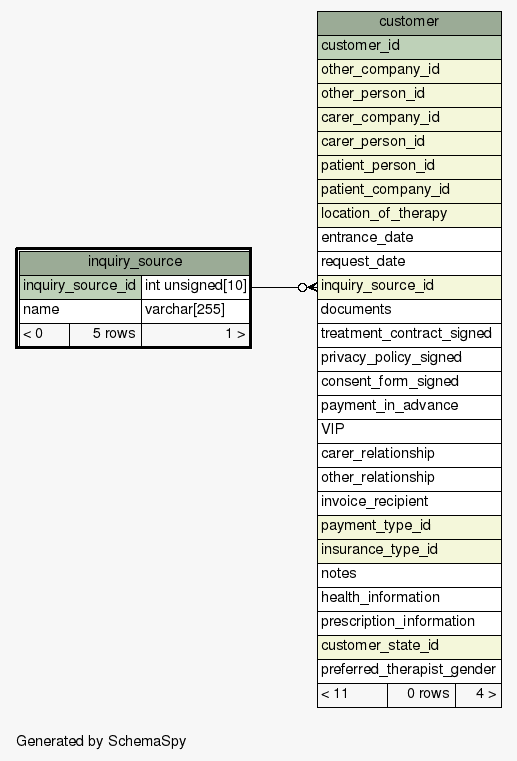 customer
customer_id
other_company_id
other_person_id
carer_company_id
carer_person_id
patient_person_id
patient_company_id
location_of_therapy
entrance_date
request_date
inquiry_source_id
documents
treatment_contract_signed
privacy_policy_signed
consent_form_signed
payment_in_advance
VIP
carer_relationship
other_relationship
invoice_recipient
payment_type_id
insurance_type_id
notes
health_information
prescription_information
customer_state_id
preferred_therapist_gender
< 11 0 rows 4 >
inquiry_source
inquiry_source_id int unsigned[10]
name varchar[255]
< 0 5 rows 1 >
Generated by SchemaSpy